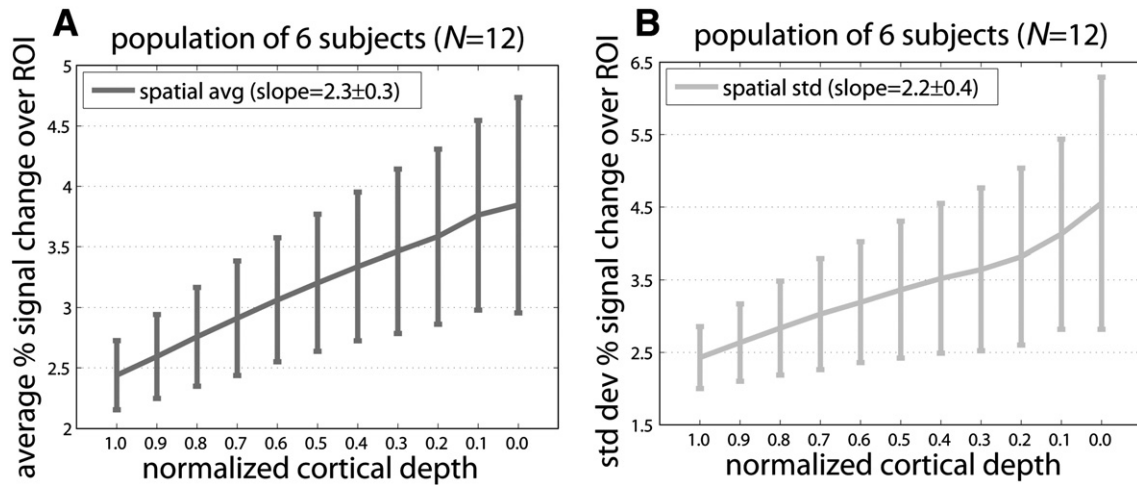 A
population of 6 subjects (N=12)
average % signal change over ROI
spatial avg (slope=2.3±0.3)
5
4.5
4
3.5
3
2.5
2
1.0 0.9 0.8 0.7 0.6 0.5 0.4 0.3 0.2 0.1 0.0
normalized cortical depth
B
population of 6 subjects (N=12)
std dev % signal change over ROI
spatial std (slope=2.2±0.4)
6.5
5.5
4.5
3.5
2.5
1.5
1.0 0.9 0.8 0.7 0.6 0.5 0.4 0.3 0.2 0.1 0.0
normalized cortical depth